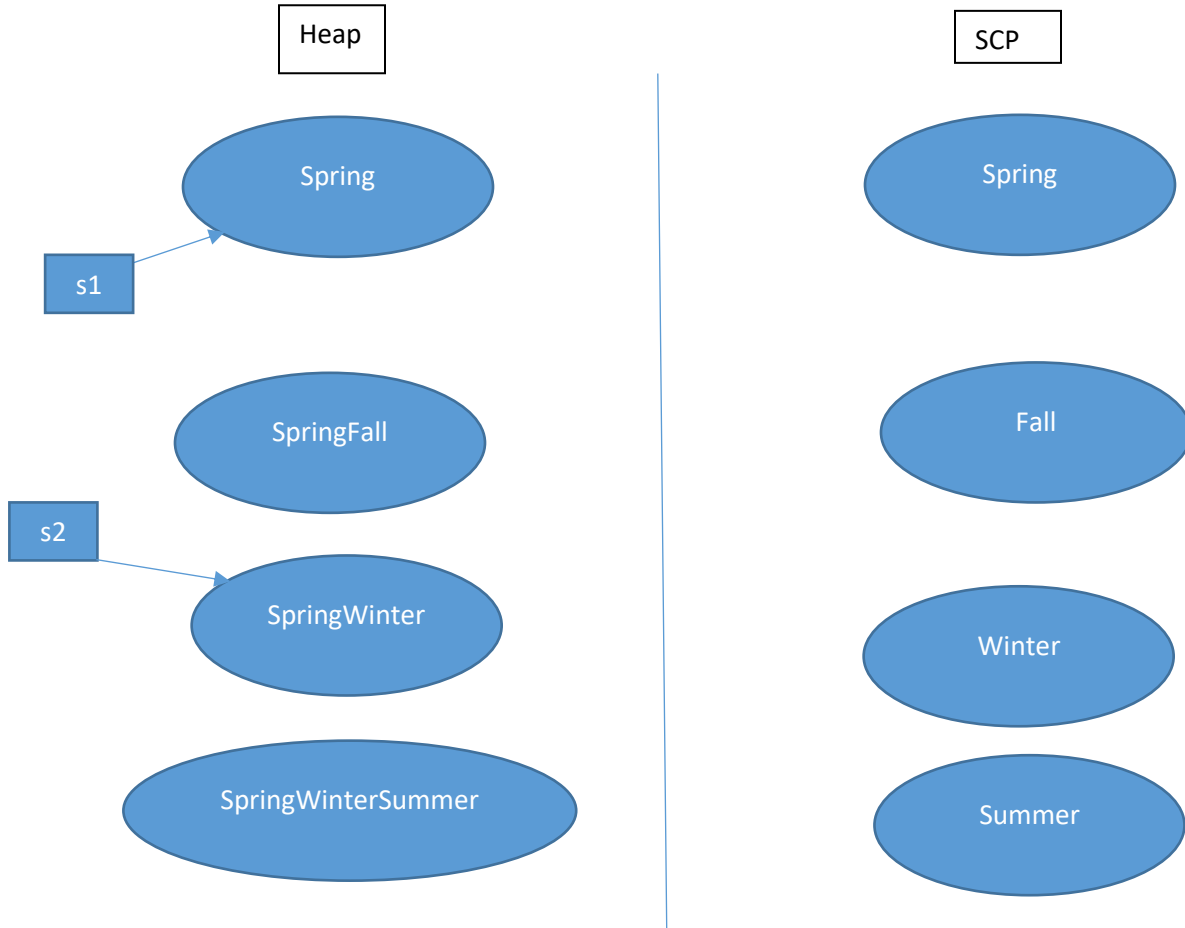 Heap
SCP
Spring
Spring
s1
SpringFall
Fall
s2
SpringWinter
Winter
SpringWinterSummer
Summer